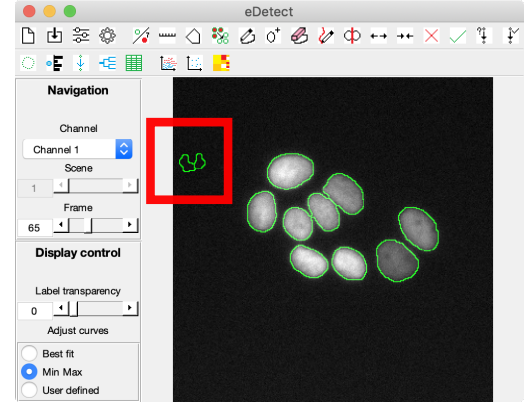 eDetect
Navigation
Channel
Channel 1
Scene
1
Frame
65
Display control
Label transparency
0
Adjust curves
Best fit
Min Max
User defined